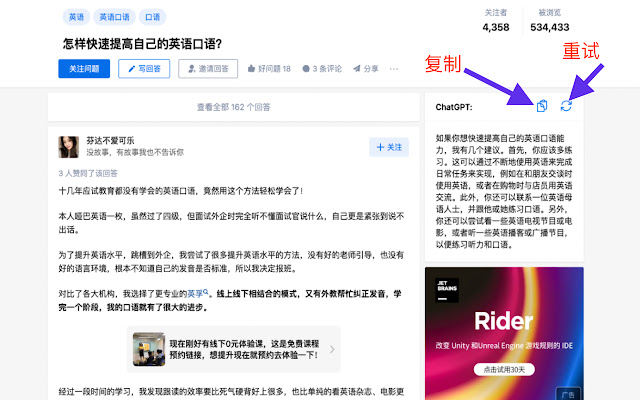 英语 英语口语 口语
关注者 被浏览
4,358 534,433
怎样快速提高自己的英语口语?
关注问题 写回答 邀请回答 好问题 18 3 条评论 分享 ...
复制
重试
查看全部 162 个回答
芬达不爱可乐
没故事，有故事我也不告诉你
+ 关注
3 人赞同了该回答
十几年应试教育都没有学会的英语口语，竟然用这个方法轻松学会了！
本人哑巴英语一枚，虽然过了四级，但面试外企时完全听不懂面试官说什么，自己更是紧张到说不
出话。
为了提升英语水平，跳槽到外企，我尝试了很多提升英语水平的方法，没有好的老师引导，也没有
好的语言环境，根本不知道自己的发音是否标准，所以我决定报班。
对比了各大机构，我选择了更专业的英孚。线上线下相结合的模式，又有外教帮忙纠正发音，学
完一个阶段，我的口语就有了很大的进步。
现在刚好有线下0元体验课，这是免费课程
预约链接，想提升现在就预约去体验一下！
经过一段时间的学习，我发现跟读的效率要比死气硬背好上很多，也比单纯的看英语杂志、电影更
ChatGPT:
如果你想快速提高自己的英语口语能
力，我有几个建议。首先，你应该多练
习。这可以通过不断地使用英语来完成
日常任务来实现，例如在和朋友交谈时
使用英语，或者在购物时与店员用英语
交流。此外，你还可以联系一位英语母
语人士，并跟他或她练习口语。另外，
你还可以尝试看一些英语电视节目或电
影，或者听一些英语播客或广播节目，
以便练习听力和口语。
JET
BRAINS
Rider
改变 Unity 和Unreal Engine 游戏规则的 IDE
点击试用30天
广告